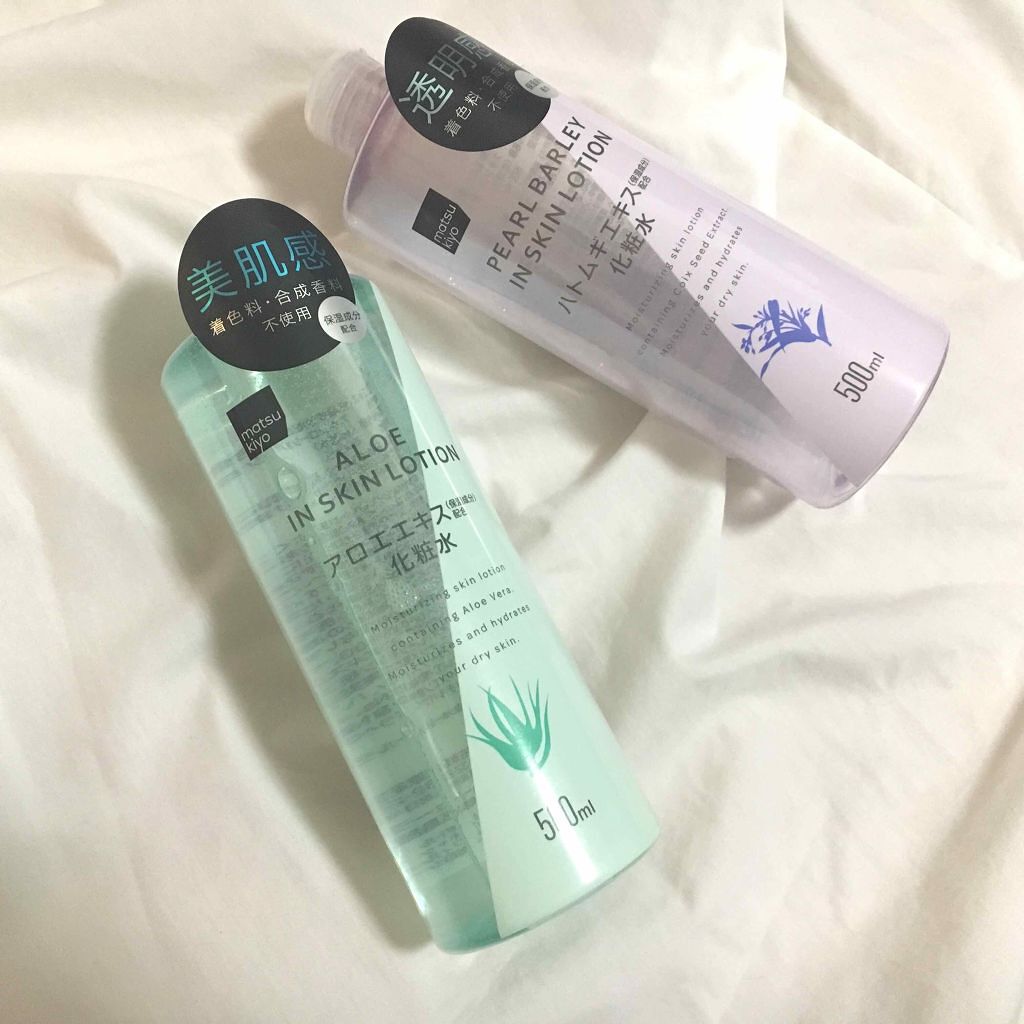 透明感
着色料・合成
不使用
matsu
kiyo
PEARL BARLEY
IN SKIN LOTION
ハトムギエキス(保湿成分)
配合
化粧水
Moisturizing skin lotion
containing Coix Seed Extract.
Moisturizes and hydrates
your dry skin.
500ml
美肌感
着色料・合成香料
不使用
保湿成分
配合
matsu
kiyo
ALOE
IN SKIN LOTION
アロエエキス(保湿成分)
配合
化粧水
Moisturizing skin lotion
containing Aloe Vera.
Moisturizes and hydrates
your dry skin.
500ml